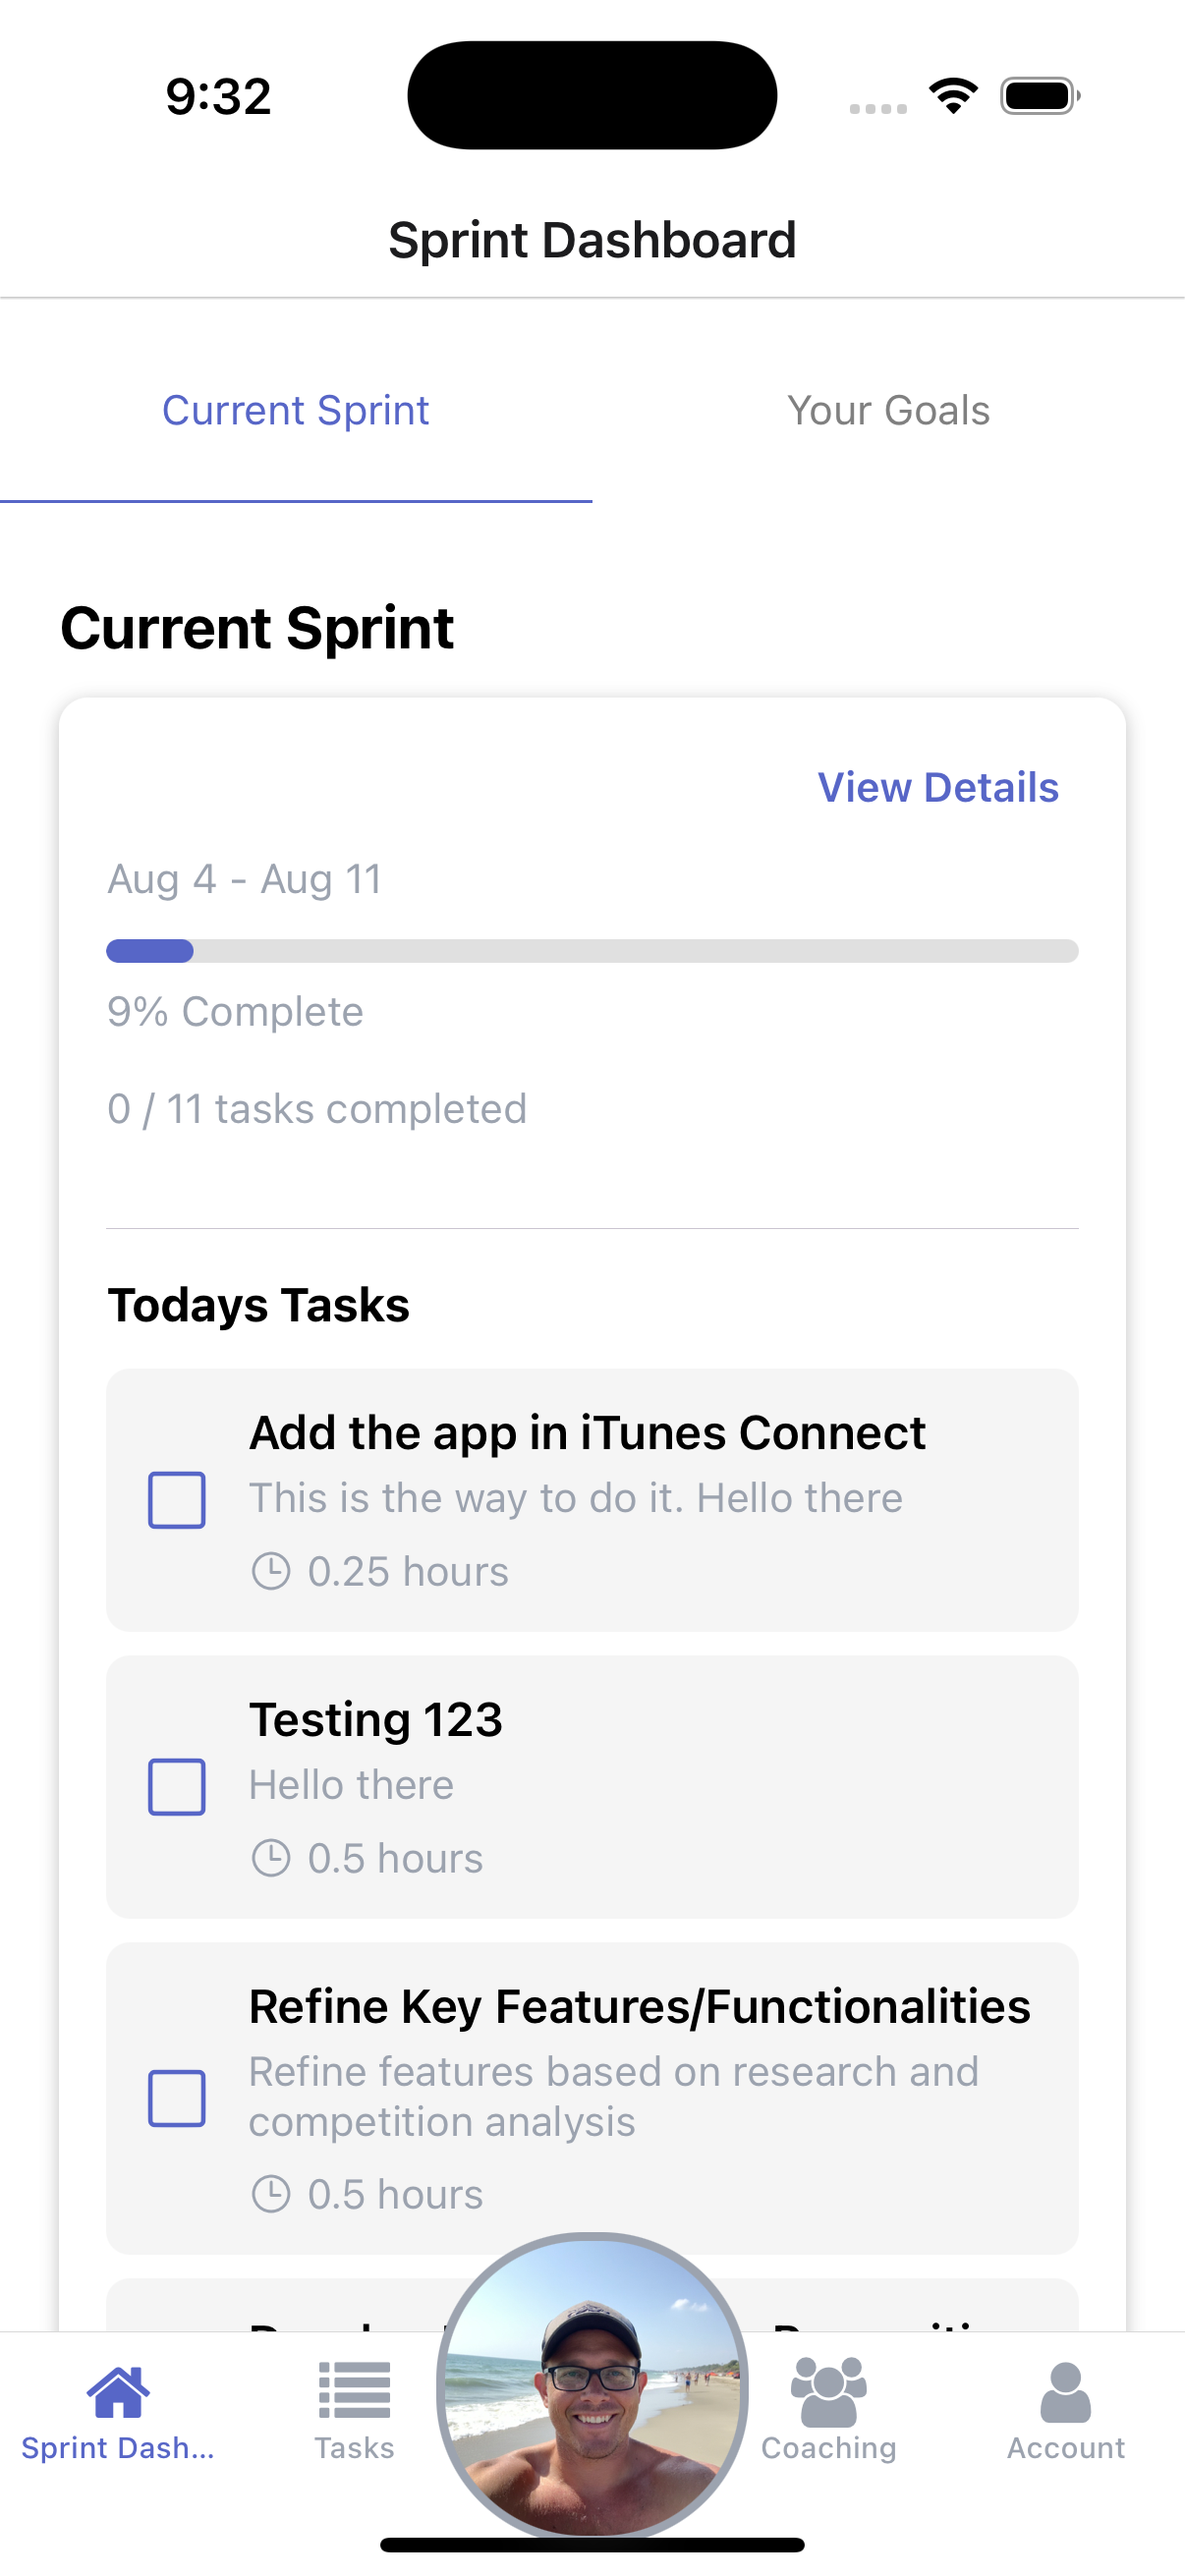 9:32
Sprint Dashboard
Current Sprint
Your Goals
Current Sprint
View Details
Aug 4 - Aug 11
9% Complete
0 / 11 tasks completed
Todays Tasks
Add the app in iTunes Connect
This is the way to do it. Hello there
0.25 hours
Testing 123
Hello there
0.5 hours
Refine Key Features/Functionalities
Refine features based on research and
competition analysis
0.5 hours
Sprint Dash...
Tasks
Coaching
Account